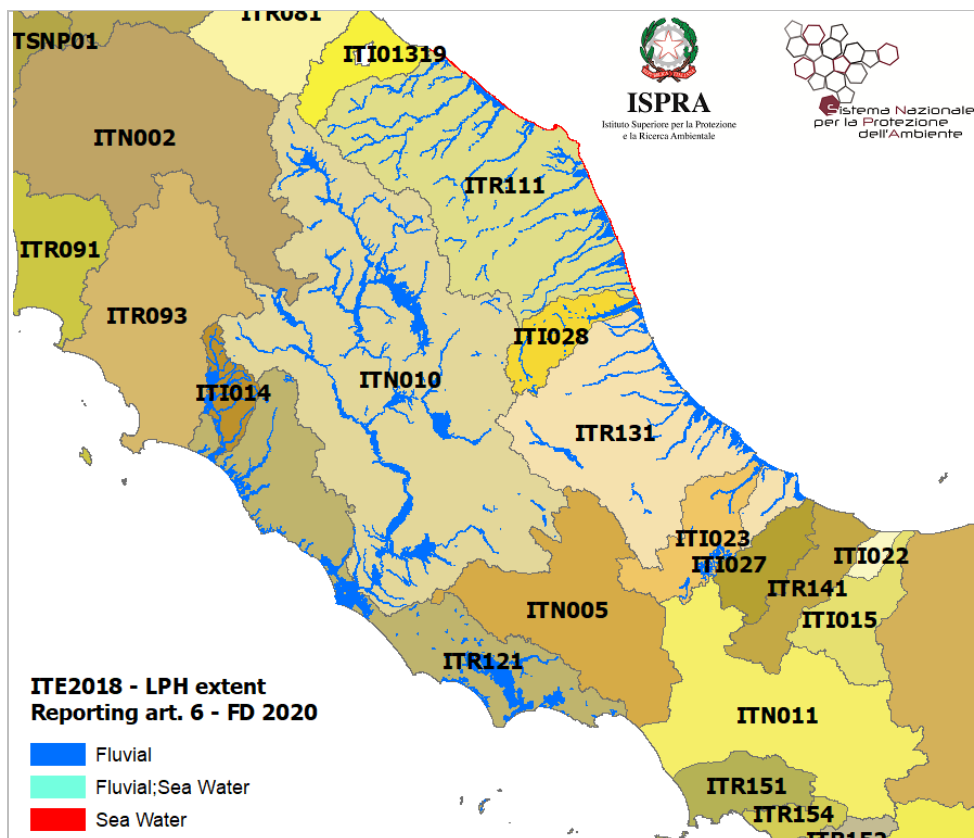 ITR081
TSNP01
ITI01319
ITN002
ISPRA
Istituto Superiore per la Protezione
e la Ricerca Ambientale
Sistema Nazionale
per la Protezione
dell'Ambiente
ITR111
ITR091
ITR093
ITI028
ITN010
ITI014
ITR131
ITI023
ITI027
ITI022
ITR141
ITN005
ITI015
ITR121
ITE2018 - LPH extent
Reporting art. 6 - FD 2020
ITN011
Fluvial
Fluvial;Sea Water
Sea Water
ITR151
ITR154